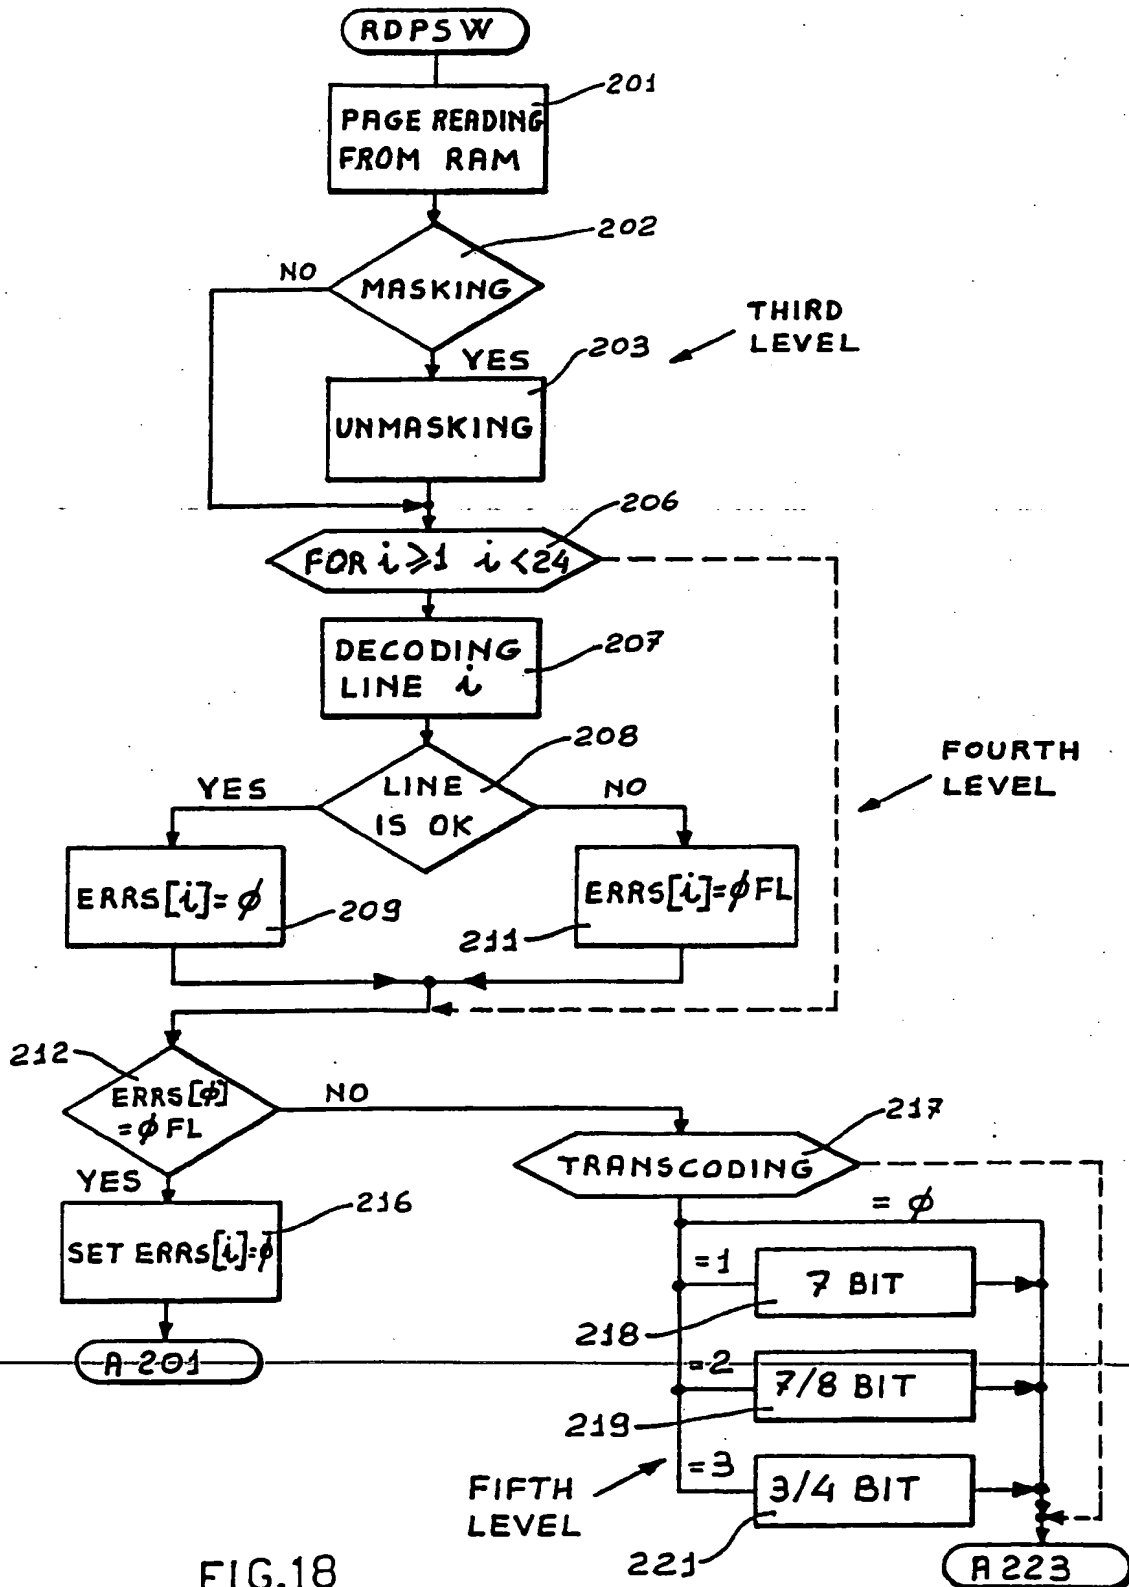 RDPSW
201
PAGE READING
FROM RAM
202
NO
MASKING
THIRD
LEVEL
YES
203
UNMASKING
206
FOR i ⩾ 1 i < 24
DECODING
LINE i
207
208
YES
LINE
IS OK
NO
FOURTH
LEVEL
ERRS[i]= ϕ
209
ERRS[i]=ϕFL
211
212
ERRS[ϕ]
= ϕ FL
NO
217
TRANSCODING
YES
216
SET ERRS[i]=ϕ
= ϕ
=1
7 BIT
218
A 201
=2
7/8 BIT
219
=3
3/4 BIT
221
FIFTH
LEVEL
A 223
FIG.18